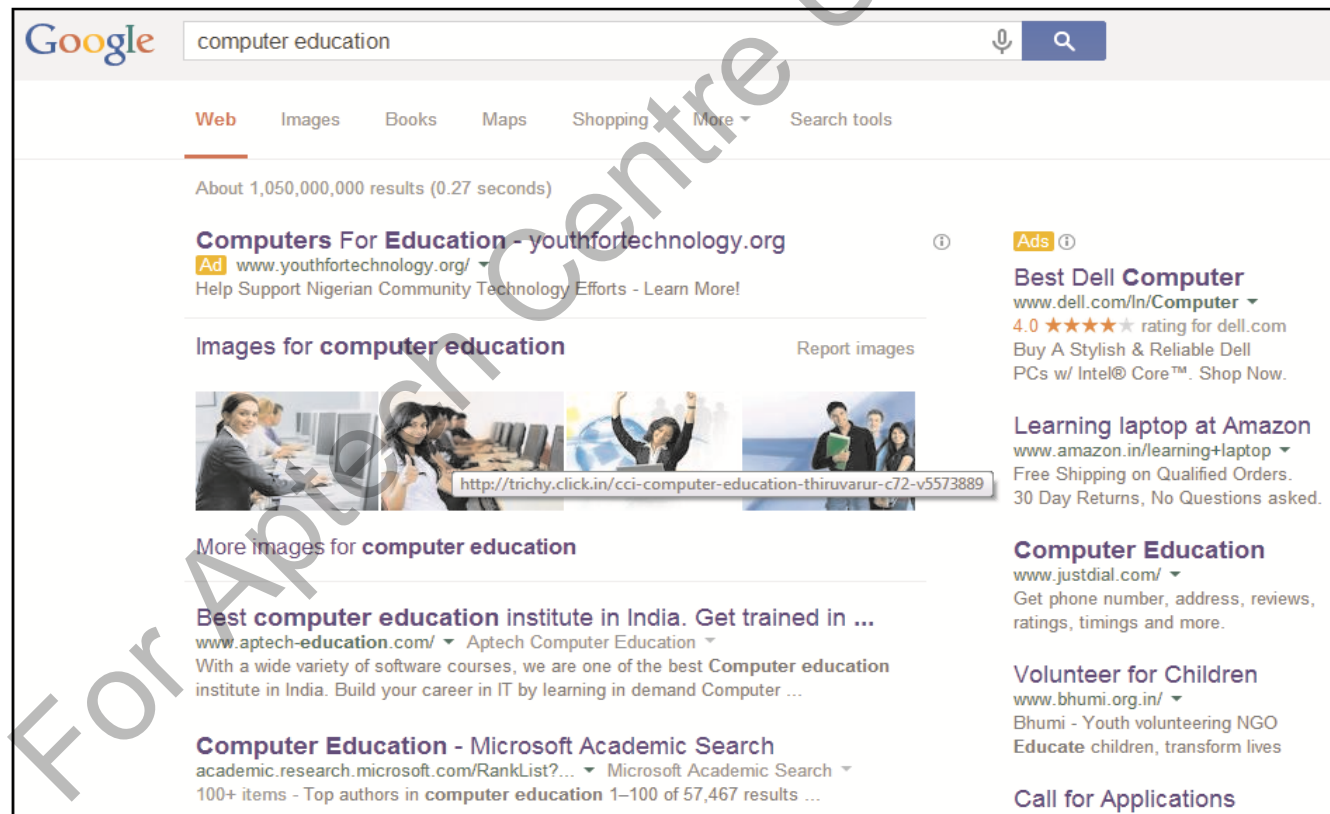 Google
computer education
Web Images Books Maps Shopping More Search tools
About 1,050,000,000 results (0.27 seconds)
Computers For Education - youthfortechnology.org
Ad www.youthfortechnology.org/
Help Support Nigerian Community Technology Efforts - Learn More!
Images for computer education
Report images
http://trichy.click.in/cci-computer-education-thiruvarur-c72-v5573889
More images for computer education
Best computer education institute in India. Get trained in ...
www.aptech-education.com/ Aptech Computer Education
With a wide variety of software courses, we are one of the best Computer education
institute in India. Build your career in IT by learning in demand Computer ...
Computer Education - Microsoft Academic Search
academic.research.microsoft.com/RankList?... Microsoft Academic Search
100+ items - Top authors in computer education 1–100 of 57,467 results ...
Ads
Best Dell Computer
www.dell.com/In/Computer
4.0 ★★★★★ rating for dell.com
Buy A Stylish & Reliable Dell
PCs w/ Intel® Core™. Shop Now.
Learning laptop at Amazon
www.amazon.in/learning+laptop
Free Shipping on Qualified Orders.
30 Day Returns, No Questions asked.
Computer Education
www.justdial.com/
Get phone number, address, reviews,
ratings, timings and more.
Volunteer for Children
www.bhumi.org.in/
Bhumi - Youth volunteering NGO
Educate children, transform lives
Call for Applications
For Aptech Centre